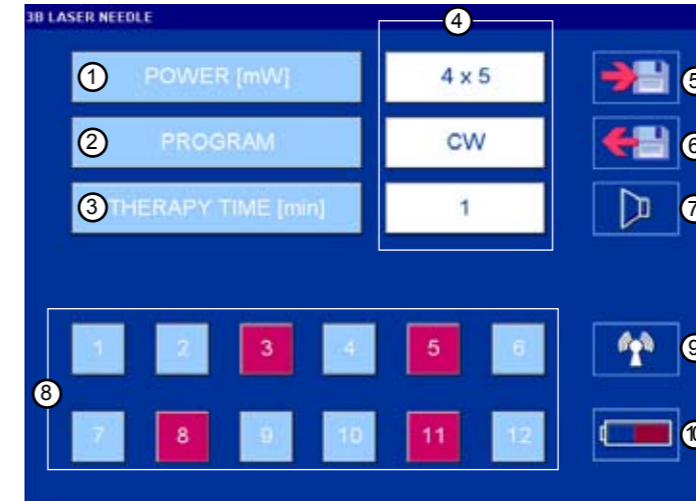 3B LASER NEEDLE
4
1 POWER [mW] 4 x 5 5
2 PROGRAM CW 6
3 THERAPY TIME [min] 1 7
1 2 3 4 5 6 9
8
7 8 9 10 11 12 10